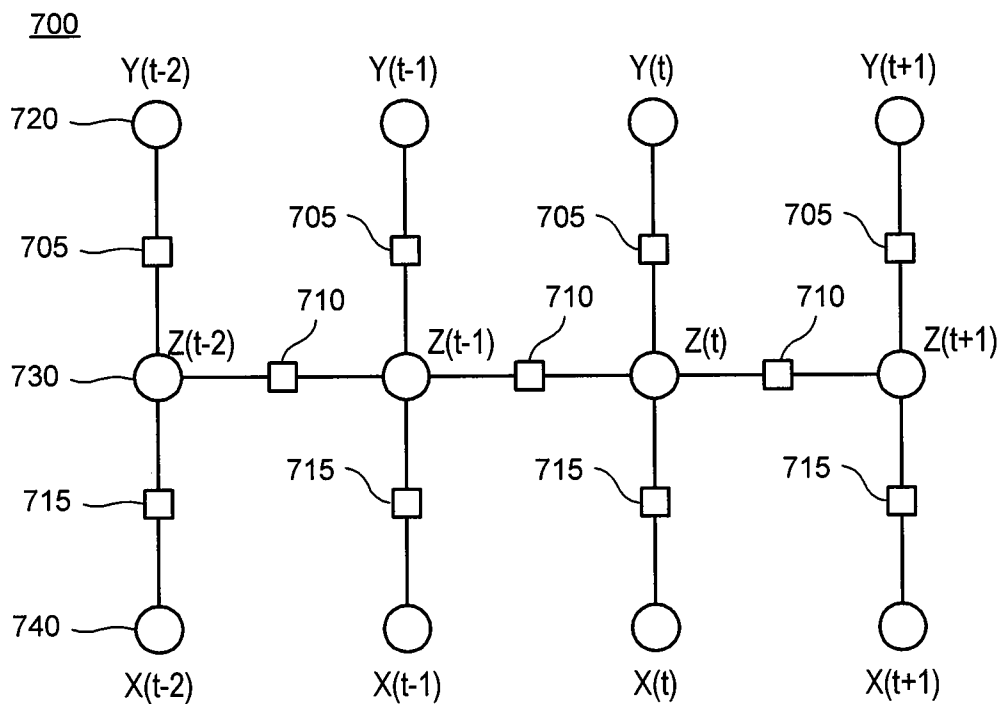 700
Y(t-2) Y(t-1) Y(t) Y(t+1)
720
705 705 705 705
710 710 710
Z(t-2) Z(t-1) Z(t) Z(t+1)
730
715 715 715 715
740
X(t-2) X(t-1) X(t) X(t+1)